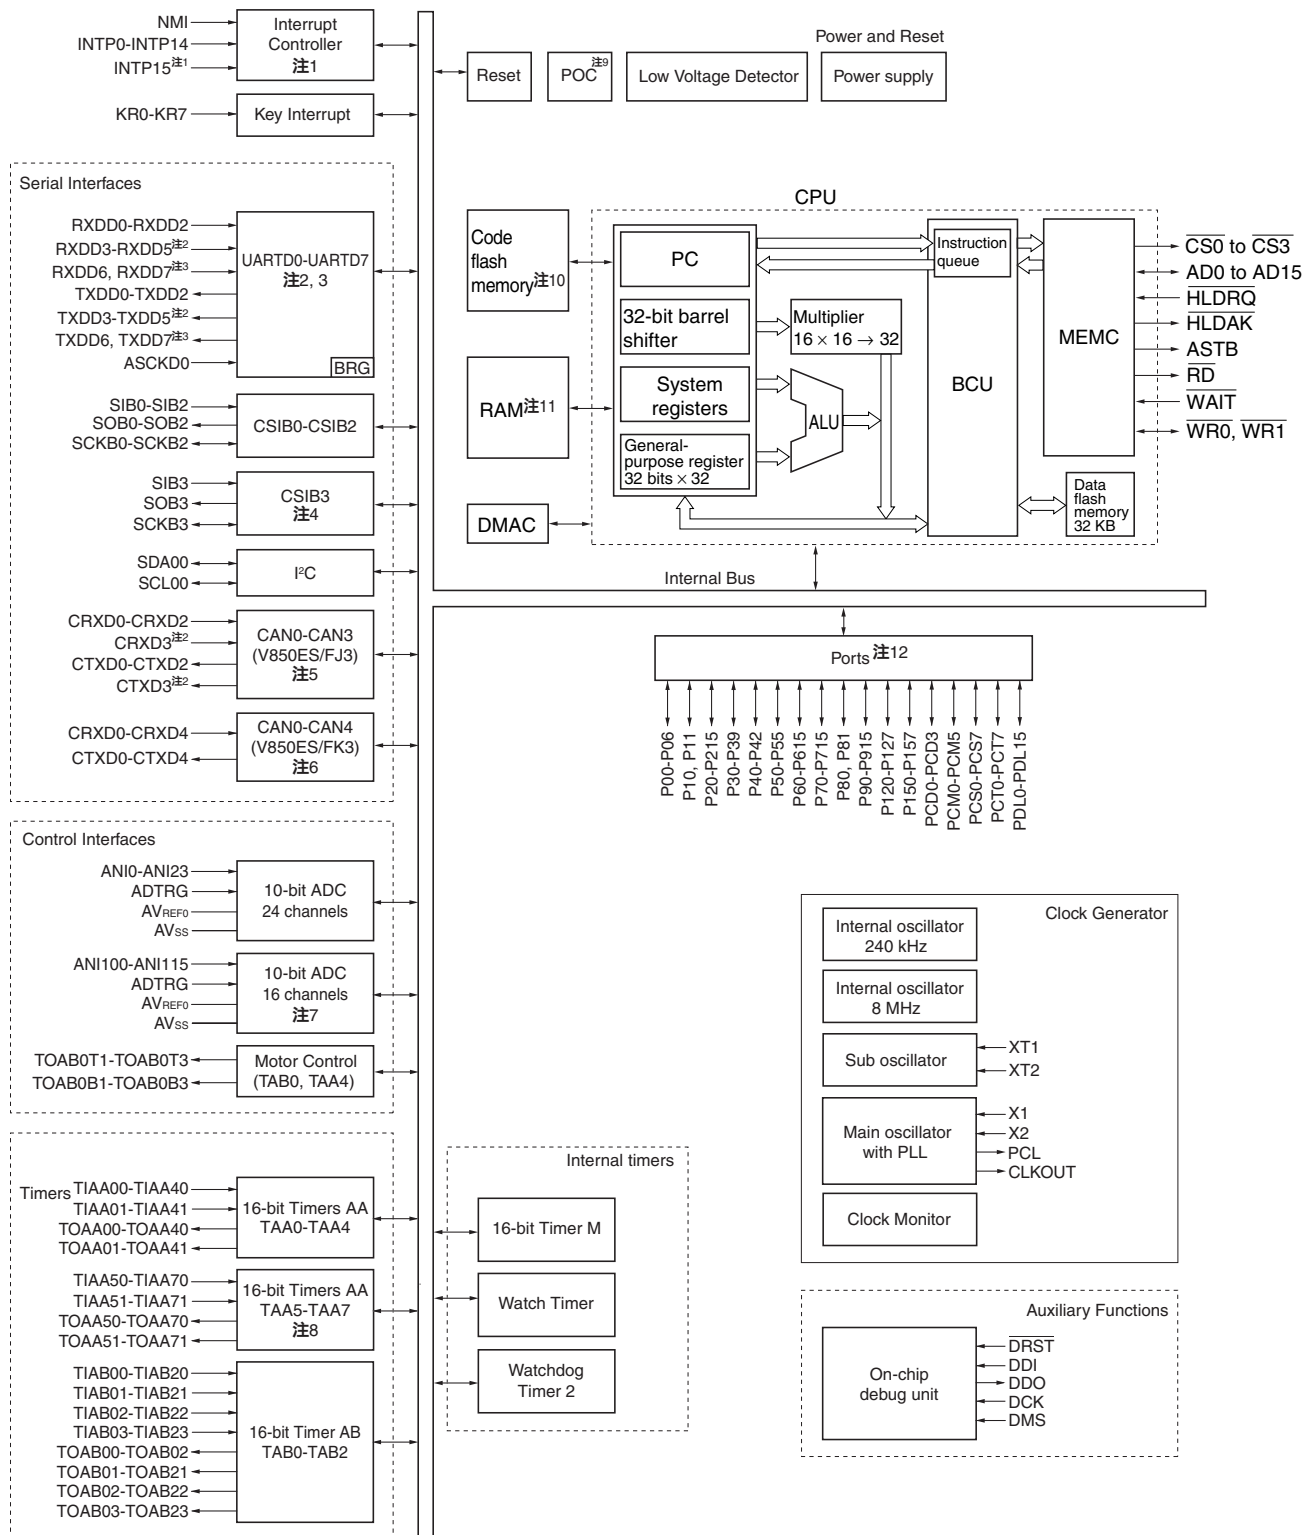 NMI
INTP0-INTP14
INTP15注1
Interrupt
Controller
注1
KR0-KR7
Key Interrupt
Power and Reset
Reset
POC注9
Low Voltage Detector
Power supply
Serial Interfaces
RXDD0-RXDD2
RXDD3-RXDD5注2
RXDD6, RXDD7注3
TXDD0-TXDD2
TXDD3-TXDD5注2
TXDD6, TXDD7注3
ASCKD0
UARTD0-UARTD7
注2, 3
BRG
SIB0-SIB2
SOB0-SOB2
SCKB0-SCKB2
CSIB0-CSIB2
SIB3
SOB3
SCKB3
CSIB3
注4
SDA00
SCL00
I²C
CRXD0-CRXD2
CRXD3注2
CTXD0-CTXD2
CTXD3注2
CAN0-CAN3
(V850ES/FJ3)
注5
CRXD0-CRXD4
CTXD0-CTXD4
CAN0-CAN4
(V850ES/FK3)
注6
CPU
Code
flash
memory注10
RAM注11
DMAC
PC
32-bit barrel
shifter
System
registers
General-
purpose register
32 bits × 32
Multiplier
16 × 16 → 32
ALU
Instruction
queue
BCU
MEMC
Data
flash
memory
32 KB
CS0 to CS3
AD0 to AD15
HLDRQ
HLDAK
ASTB
RD
WAIT
WR0, WR1
Internal Bus
Ports注12
P00-P06
P10, P11
P20-P215
P30-P39
P40-P42
P50-P55
P60-P615
P70-P715
P80, P81
P90-P915
P120-P127
P150-P157
PCD0-PCD3
PCM0-PCM5
PCS0-PCS7
PCT0-PCT7
PDL0-PDL15
Control Interfaces
ANI0-ANI23
ADTRG
AVREF0
AVSS
10-bit ADC
24 channels
ANI100-ANI115
ADTRG
AVREF0
AVSS
10-bit ADC
16 channels
注7
TOAB0T1-TOAB0T3
TOAB0B1-TOAB0B3
Motor Control
(TAB0, TAA4)
Clock Generator
Internal oscillator
240 kHz
Internal oscillator
8 MHz
Sub oscillator
XT1
XT2
Main oscillator
with PLL
X1
X2
PCL
CLKOUT
Clock Monitor
Timers
TIAA00-TIAA40
TIAA01-TIAA41
TOAA00-TOAA40
TOAA01-TOAA41
16-bit Timers AA
TAA0-TAA4
TIAA50-TIAA70
TIAA51-TIAA71
TOAA50-TOAA70
TOAA51-TOAA71
16-bit Timers AA
TAA5-TAA7
注8
TIAB00-TIAB20
TIAB01-TIAB21
TIAB02-TIAB22
TIAB03-TIAB23
TOAB00-TOAB02
TOAB01-TOAB21
TOAB02-TOAB22
TOAB03-TOAB23
16-bit Timer AB
TAB0-TAB2
Internal timers
16-bit Timer M
Watch Timer
Watchdog
Timer 2
Auxiliary Functions
On-chip
debug unit
DRST
DDI
DDO
DCK
DMS